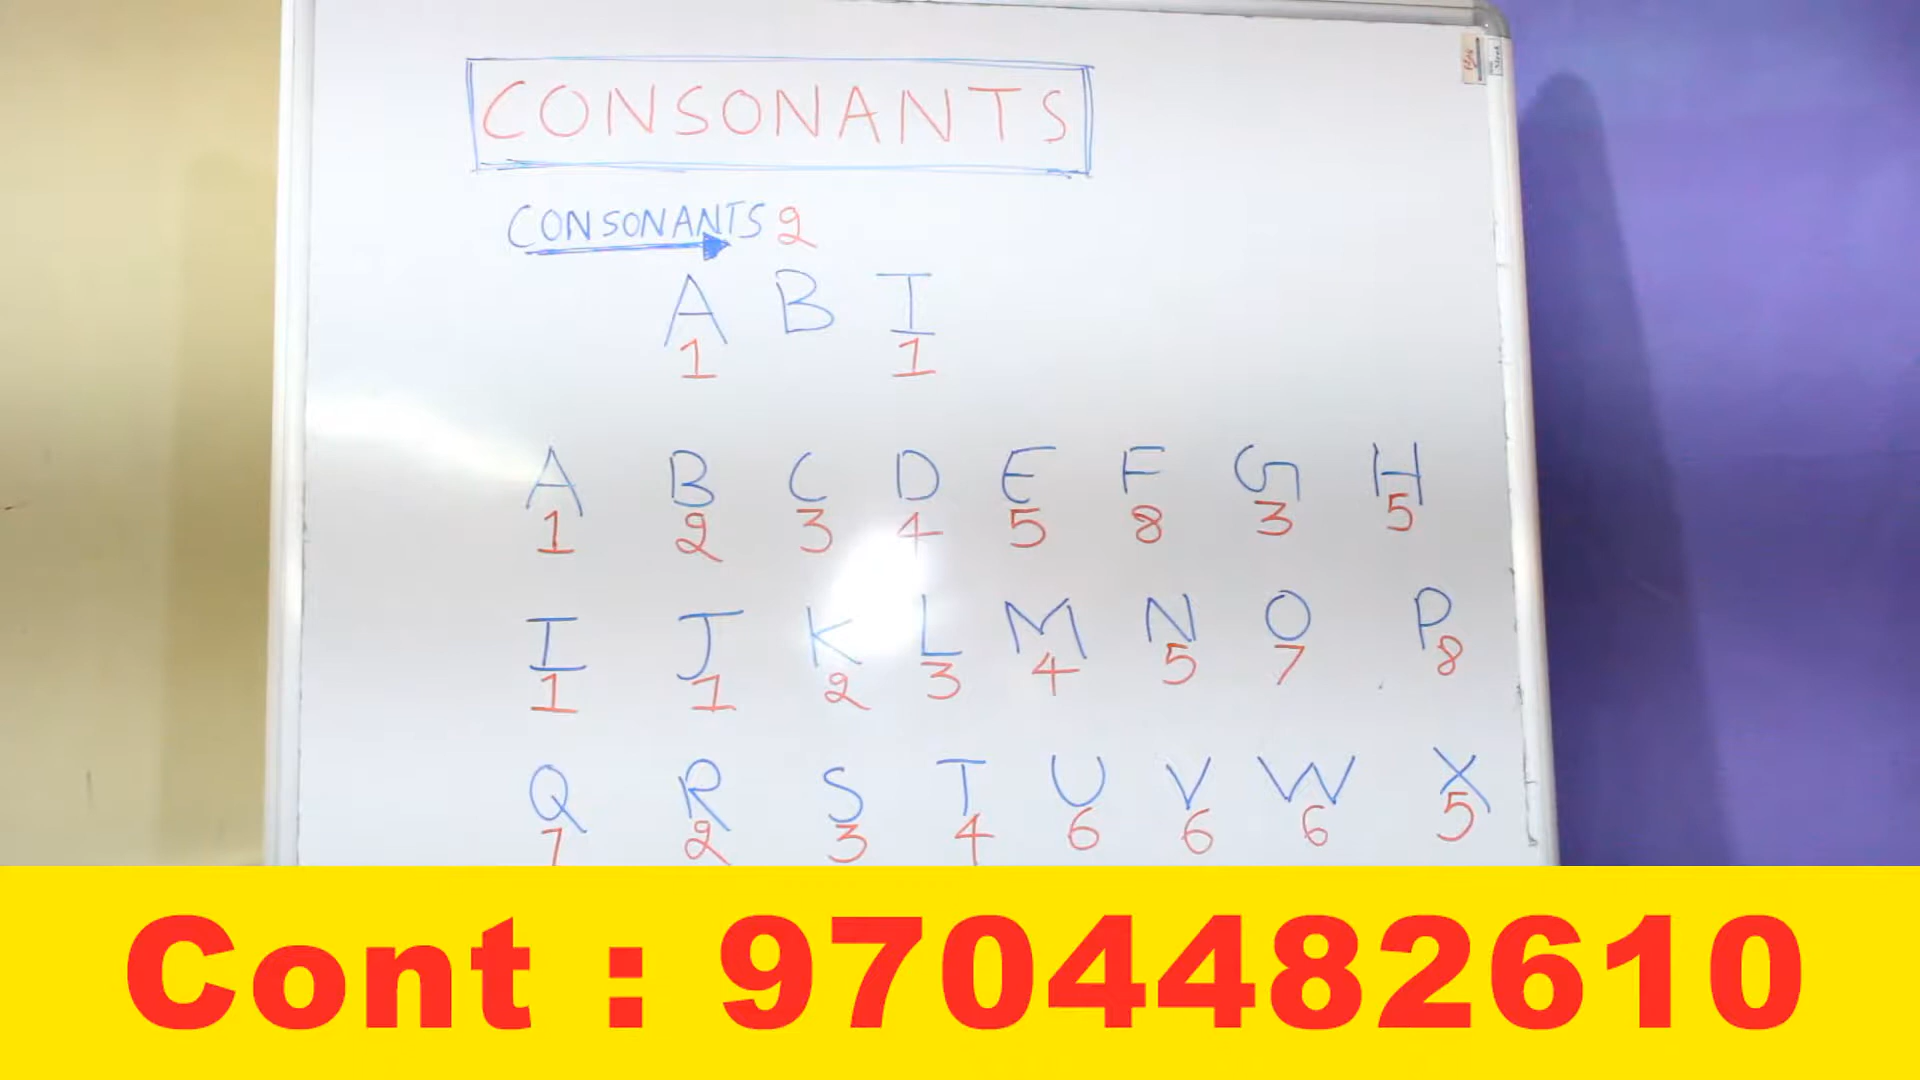 CONSONANTS
CONSONANTS 2
A B I
1 1
A B C D E F G H
1 2 3 4 5 8 3 5
I J K L M N O P
1 1 2 3 4 5 7 8
Q R S T U V W X
1 2 3 4 6 6 6 5
Cont : 9704482610